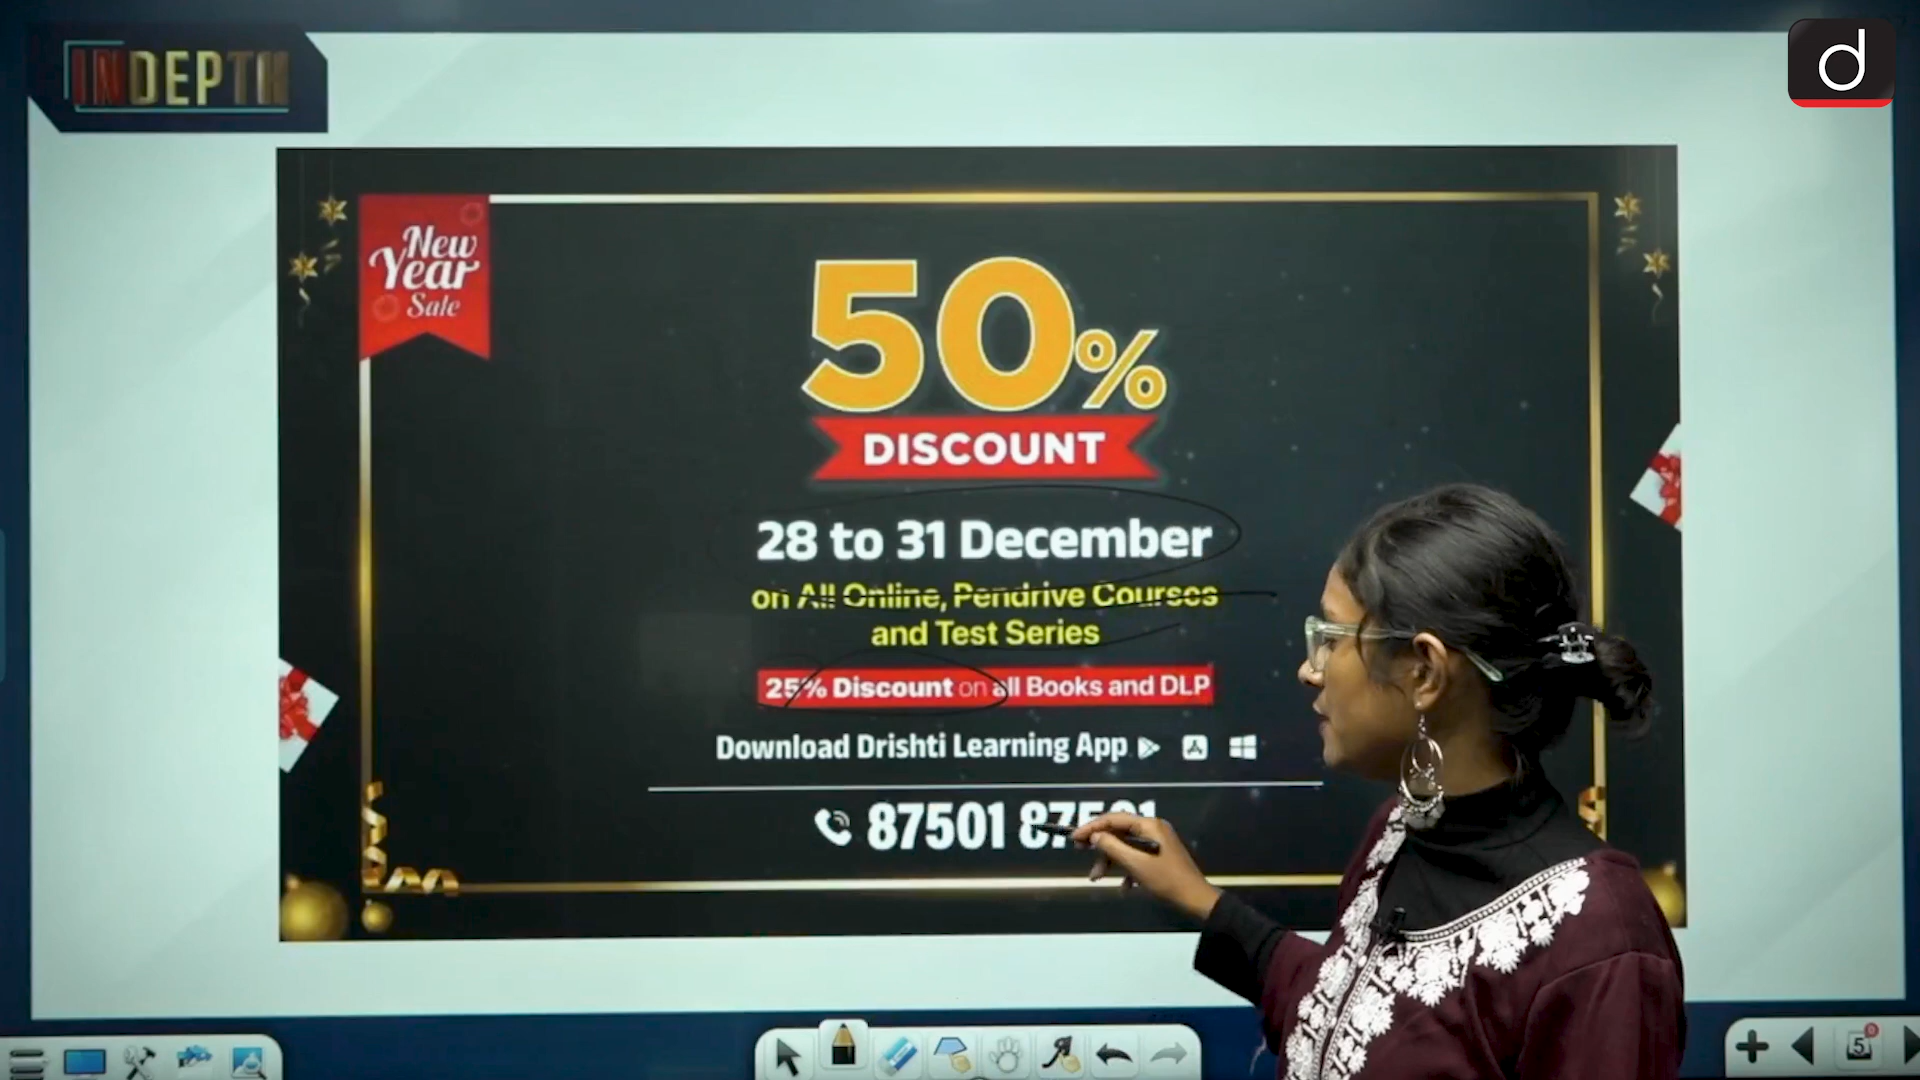 INDEPTH
d
New
Year
Sale
50%
DISCOUNT
28 to 31 December
on All Online, Pendrive Courses
and Test Series
25% Discount on all Books and DLP
Download Drishti Learning App
87501
5